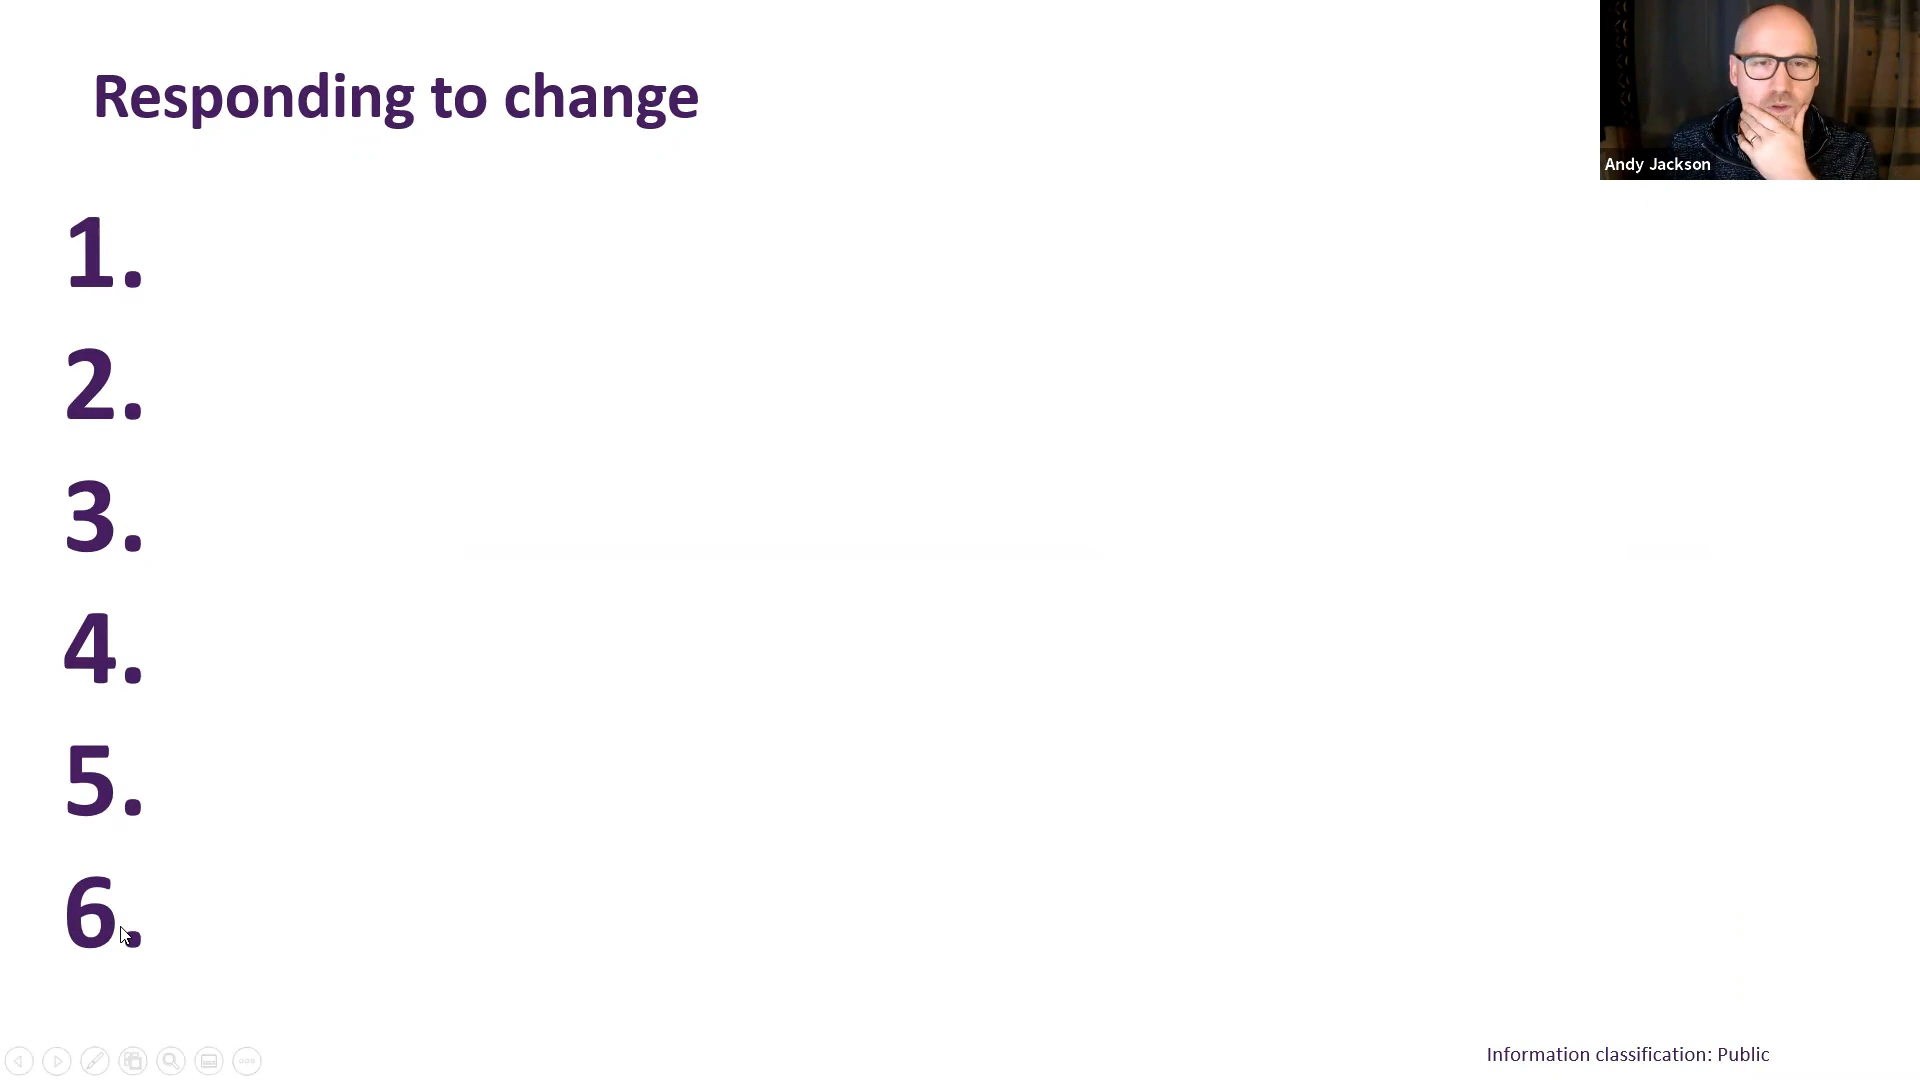 Responding to change
Andy Jackson
1.
2.
3.
4.
5.
6.
Information classification: Public